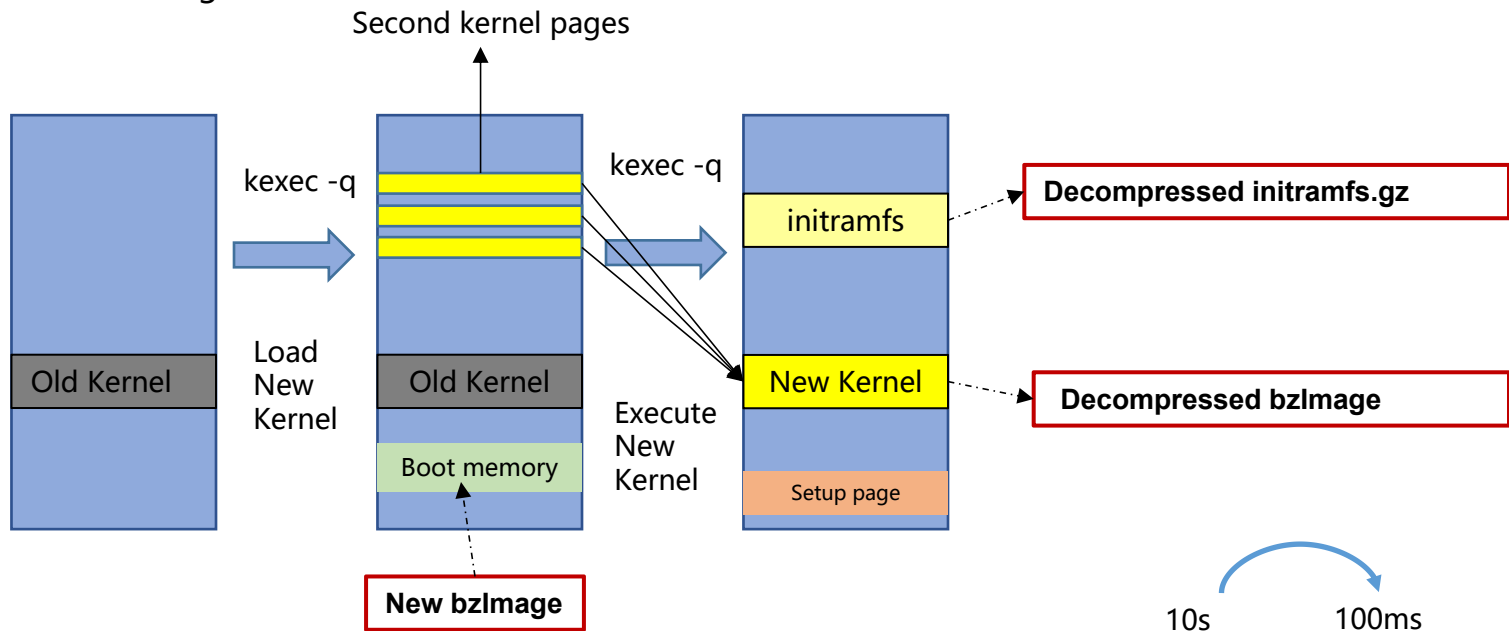 Second kernel pages
kexec -q
kexec -q
Decompressed initramfs.gz
initramfs
Load
New
Kernel
Old Kernel
Old Kernel
New Kernel
Decompressed bzImage
Execute
New
Kernel
Boot memory
Setup page
New bzImage
10s
100ms